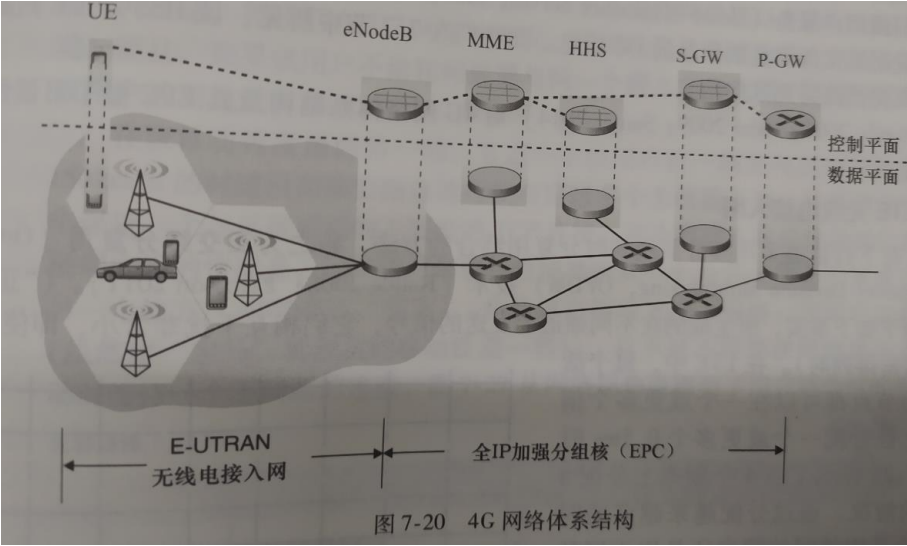 UE
eNodeB
MME
HHS
S-GW
P-GW
控制平面
数据平面
E-UTRAN
无线电接入网
全IP加强分组核（EPC）
图 7-20 4G 网络体系结构